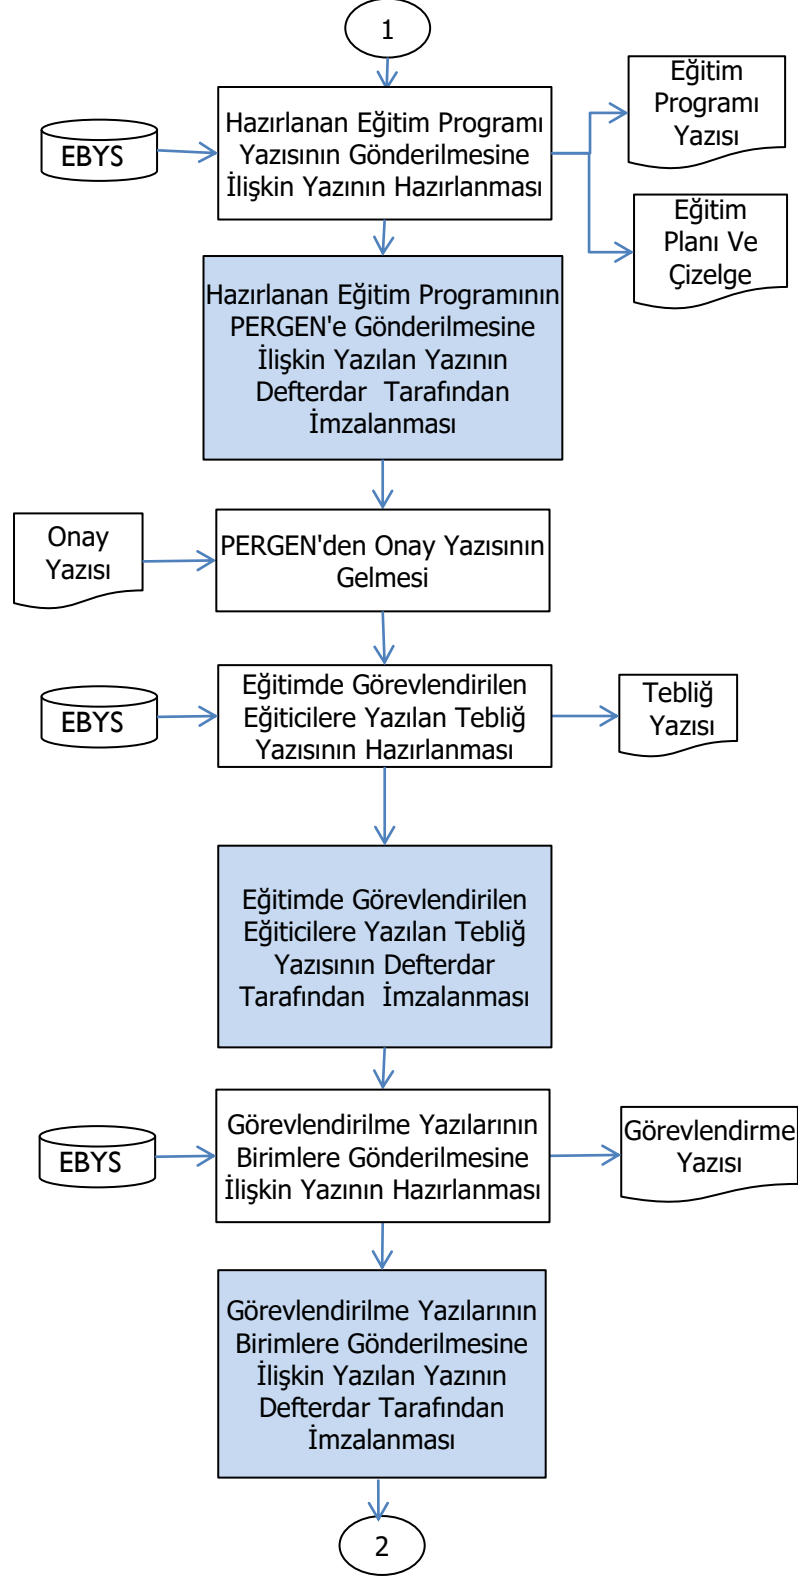 1
Hazırlanan Eğitim Programı
Yazısının Gönderilmesine
İlişkin Yazının Hazırlanması
EBYS
Eğitim
Programı
Yazısı
Eğitim
Planı Ve
Çizelge
Hazırlanan Eğitim Programının
PERGEN'e Gönderilmesine
İlişkin Yazılan Yazının
Defterdar Tarafından
İmzalanması
Onay
Yazısı
PERGEN'den Onay Yazısının
Gelmesi
EBYS
Eğitimde Görevlendirilen
Eğiticilere Yazılan Tebliğ
Yazısının Hazırlanması
Tebliğ
Yazısı
Eğitimde Görevlendirilen
Eğiticilere Yazılan Tebliğ
Yazısının Defterdar
Tarafından İmzalanması
EBYS
Görevlendirilme Yazılarının
Birimlere Gönderilmesine
İlişkin Yazının Hazırlanması
Görevlendirme
Yazısı
Görevlendirilme Yazılarının
Birimlere Gönderilmesine
İlişkin Yazılan Yazının
Defterdar Tarafından
İmzalanması
2